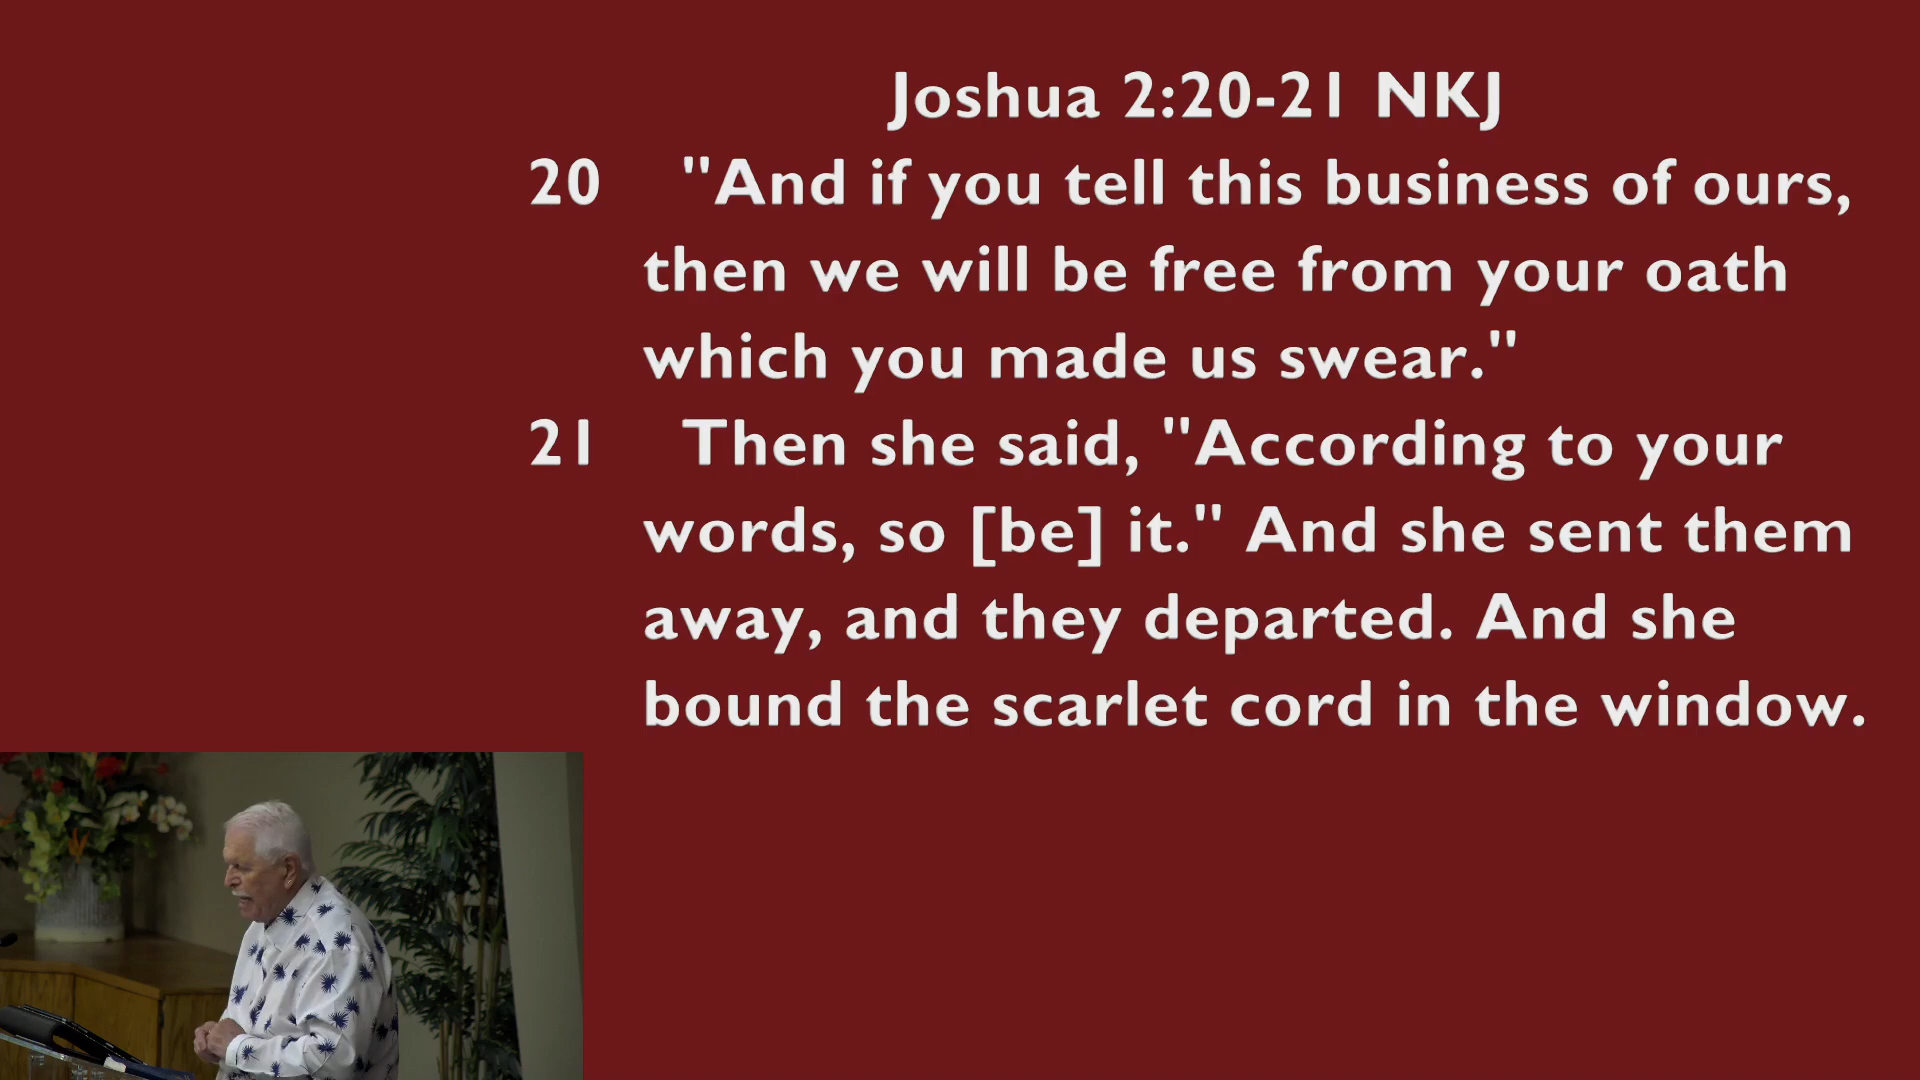 Joshua 2:20-21 NKJ
20 "And if you tell this business of ours,
then we will be free from your oath
which you made us swear."
21 Then she said, "According to your
words, so [be] it." And she sent them
away, and they departed. And she
bound the scarlet cord in the window.